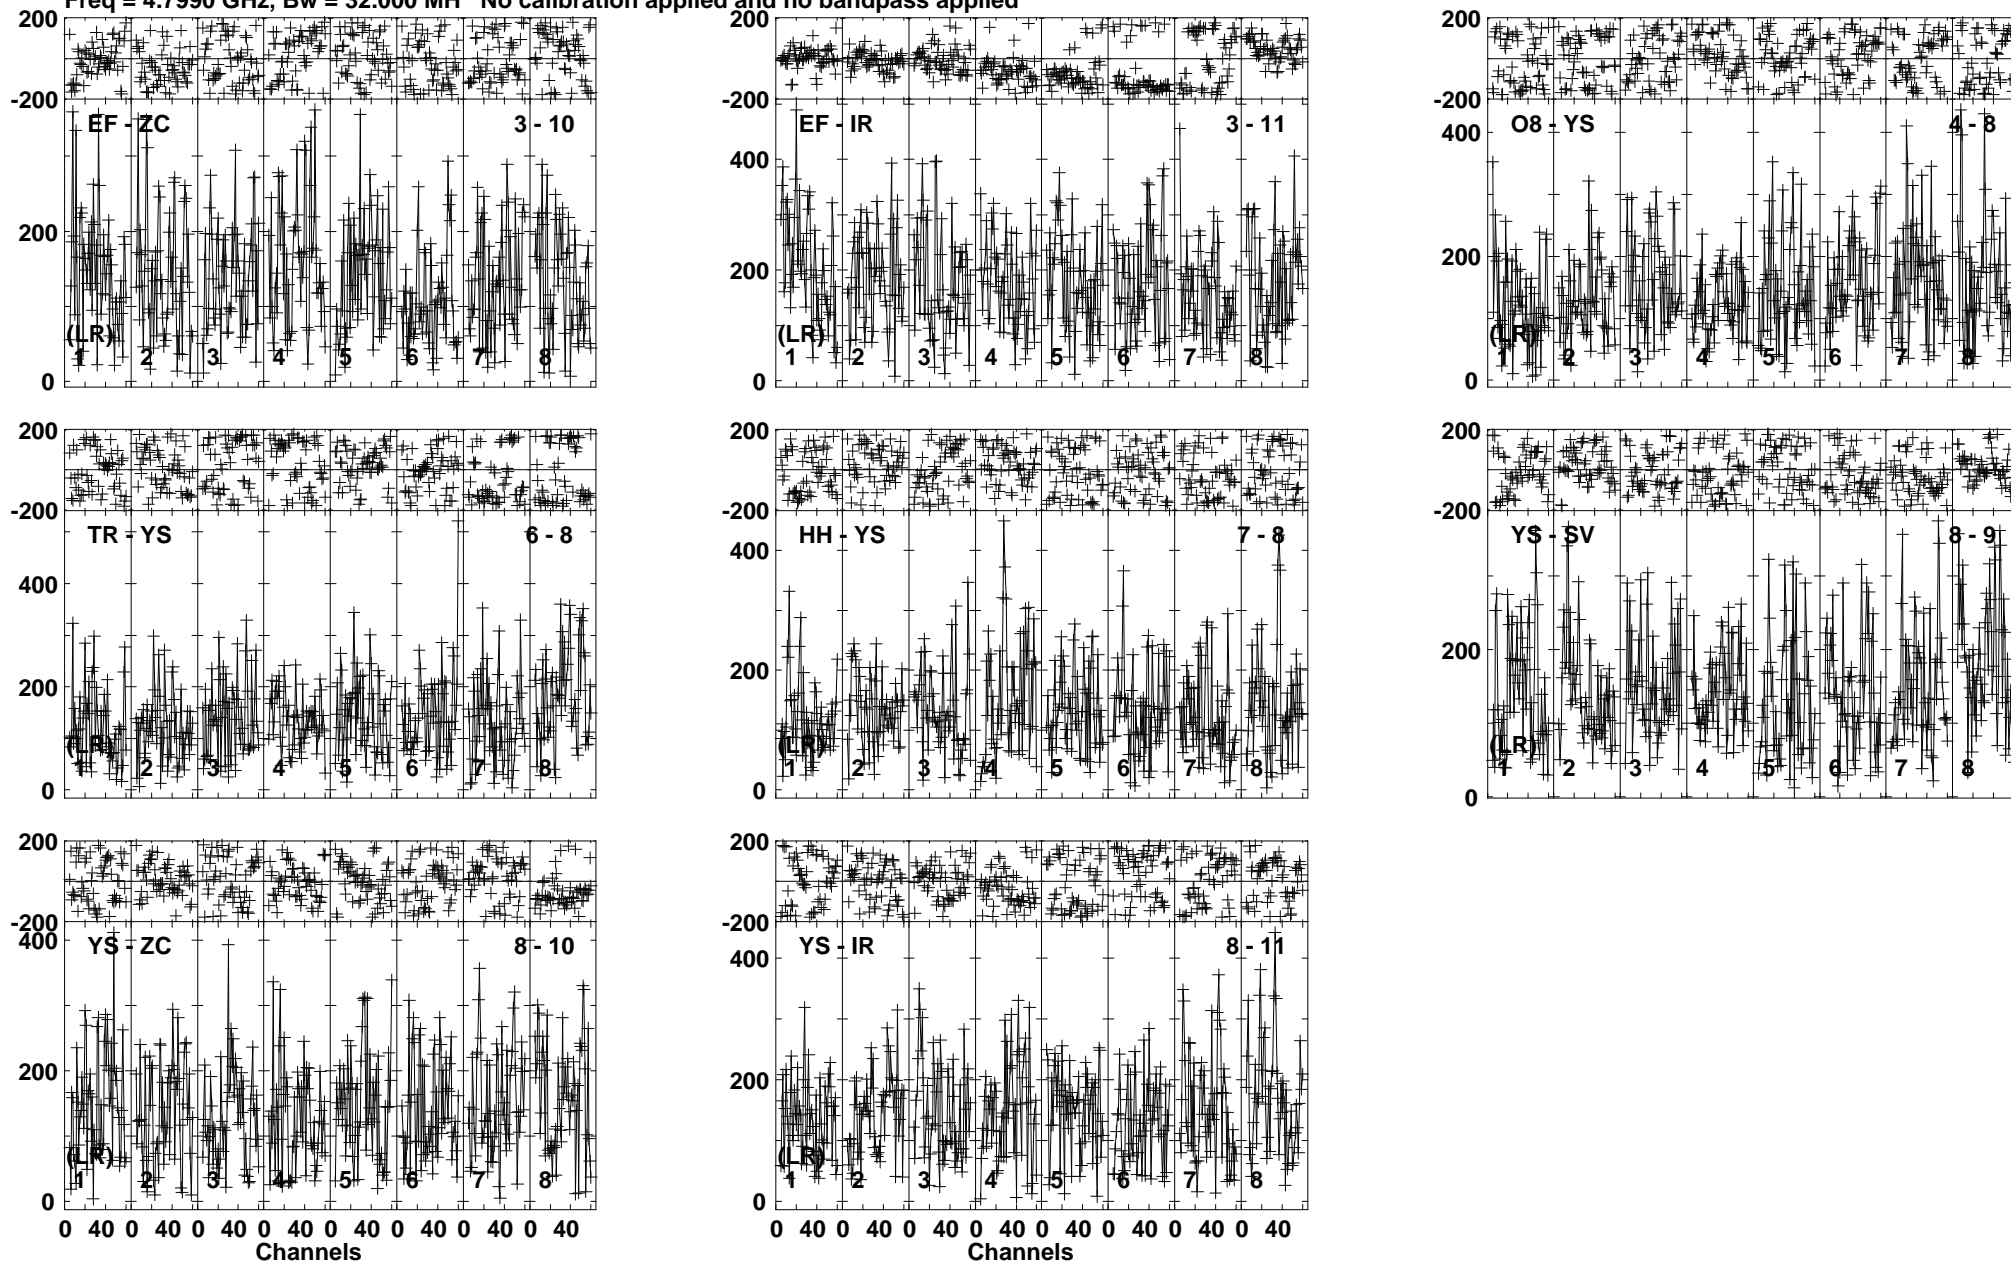 Freq = 4.7990 GHz, Bw = 32.000 MH No calibration applied and no bandpass applied
200
-200
EF - ZC 3 - 10
200
(LR)
1 2 3 4 5 6 7 8
0
200
-200
EF - IR 3 - 11
400
200
(LR)
1 2 3 4 5 6 7 8
0
200
-200
O8 - YS 4 - 8
400
200
(LR)
1 2 3 4 5 6 7 8
0
200
-200
TR - YS 6 - 8
400
200
(LR)
1 2 3 4 5 6 7 8
0
200
-200
HH - YS 7 - 8
400
200
(LR)
1 2 3 4 5 6 7 8
0
200
-200
YS - SV 8 - 9
200
(LR)
1 2 3 4 5 6 7 8
0
200
-200
400
YS - ZC 8 - 10
200
(LR)
1 2 3 4 5 6 7 8
0
0 40 0 40 0 40 0 40 0 40 0 40 0 40 0 40
Channels
200
-200
YS - IR 8 - 11
400
200
(LR)
1 2 3 4 5 6 7 8
0
0 40 0 40 0 40 0 40 0 40 0 40 0 40 0 40
Channels